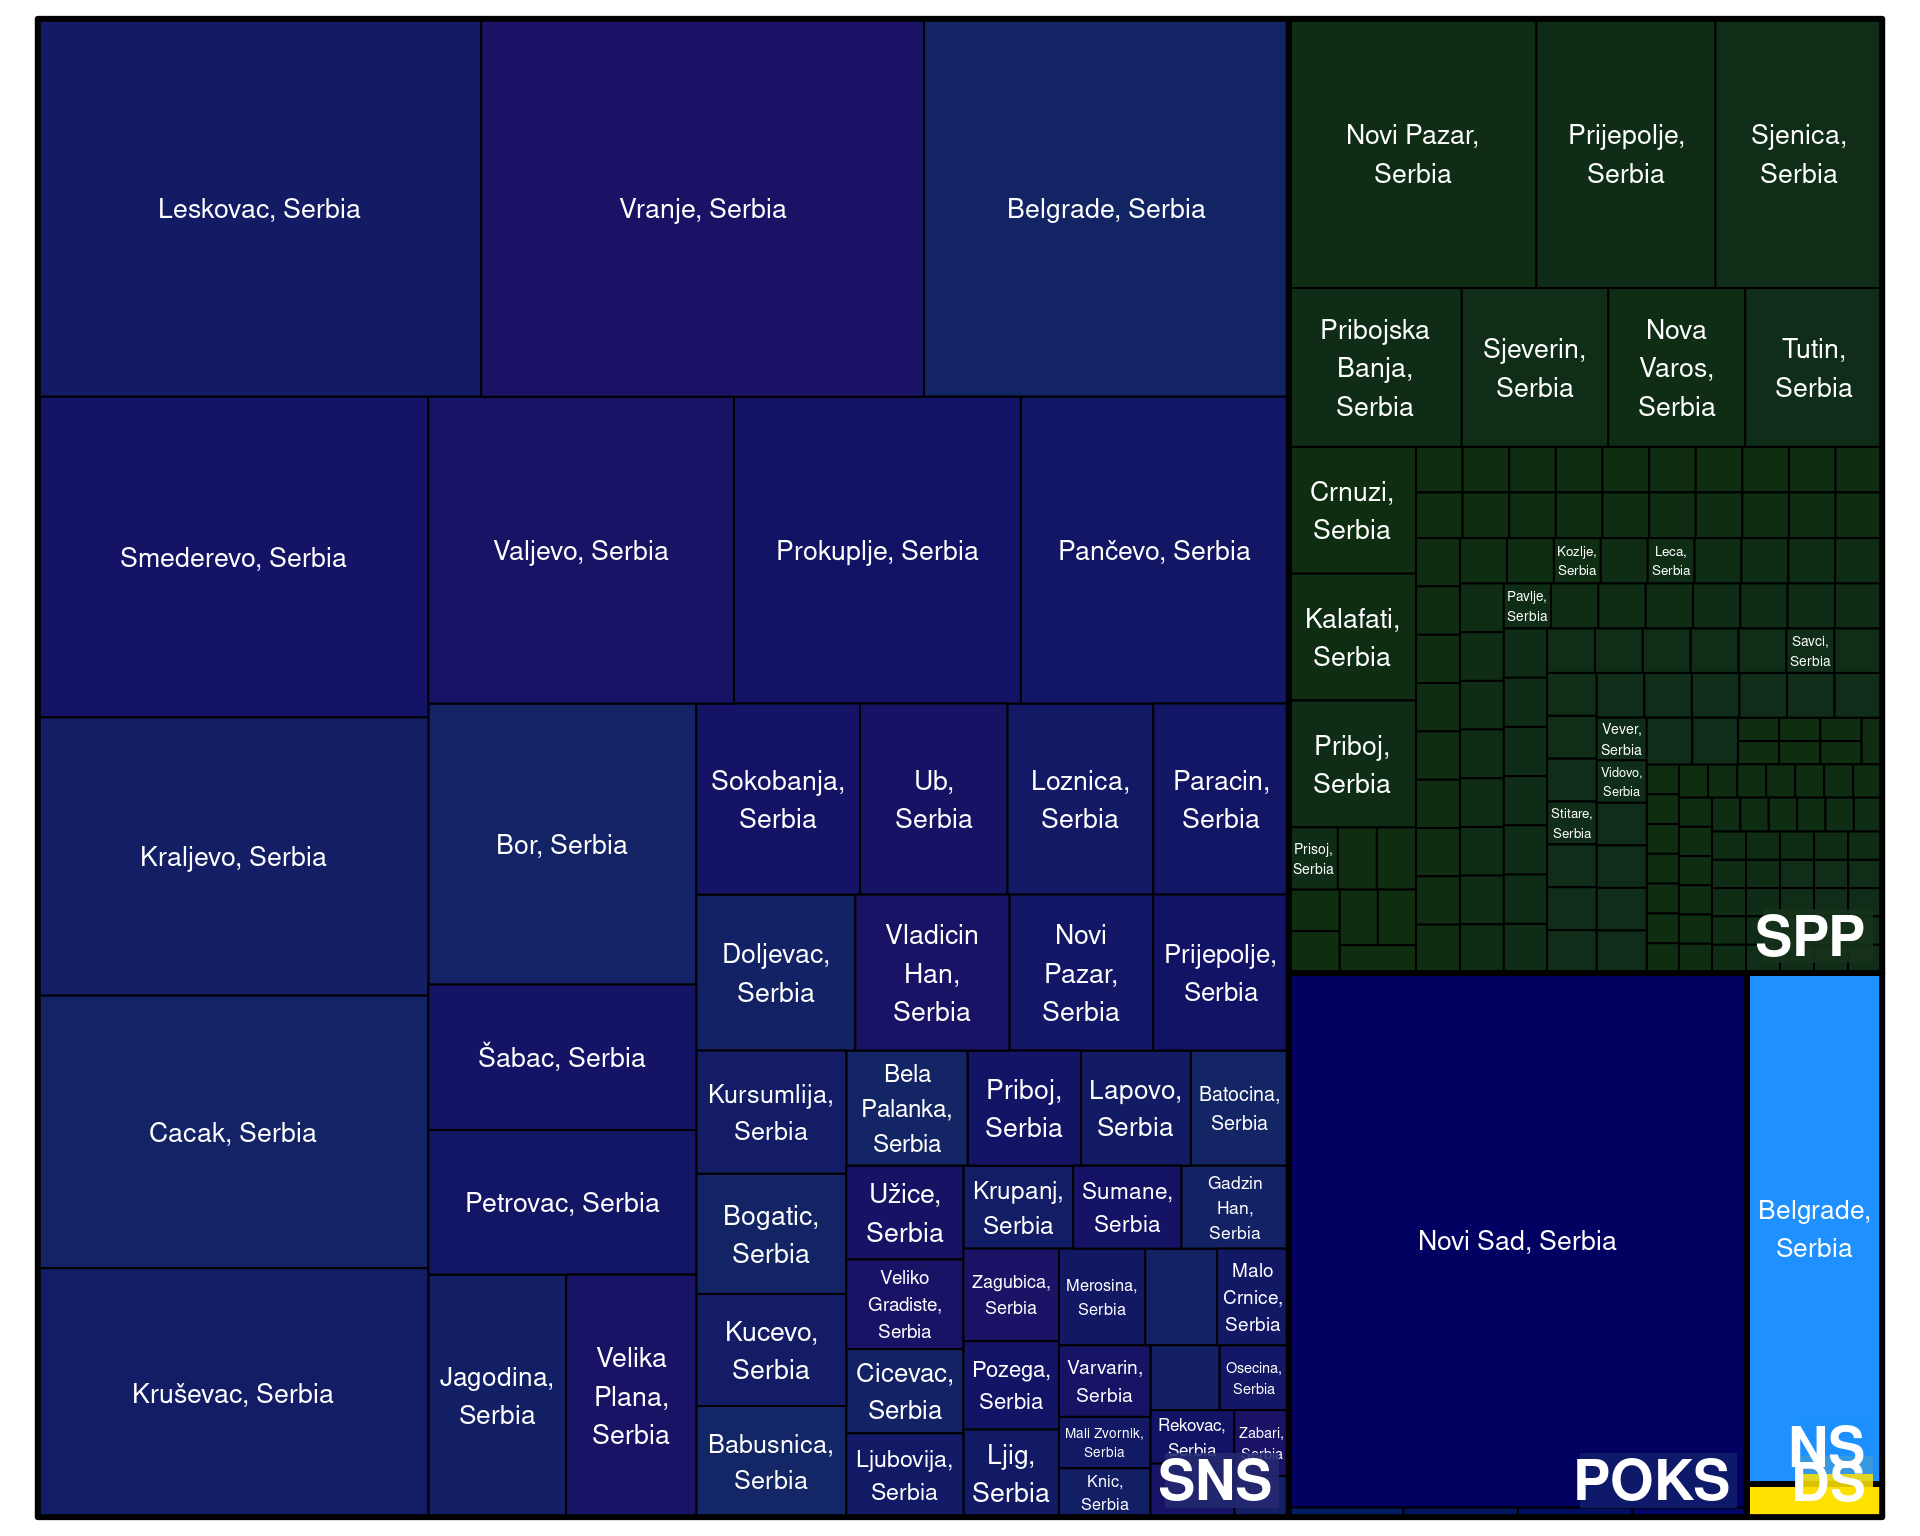 Leskovac, Serbia
Vranje, Serbia
Belgrade, Serbia
Smederevo, Serbia
Valjevo, Serbia
Prokuplje, Serbia
Pančevo, Serbia
Kraljevo, Serbia
Bor, Serbia
Sokobanja,
Serbia
Ub,
Serbia
Loznica,
Serbia
Paracin,
Serbia
Doljevac,
Serbia
Vladicin
Han,
Serbia
Novi
Pazar,
Serbia
Prijepolje,
Serbia
Cacak, Serbia
Šabac, Serbia
Petrovac, Serbia
Kruševac, Serbia
Jagodina,
Serbia
Velika
Plana,
Serbia
Kursumlija,
Serbia
Bogatic,
Serbia
Kucevo,
Serbia
Babusnica,
Serbia
Bela
Palanka,
Serbia
Priboj,
Serbia
Lapovo,
Serbia
Batocina,
Serbia
Užice,
Serbia
Krupanj,
Serbia
Sumane,
Serbia
Gadzin
Han,
Serbia
Veliko
Gradiste,
Serbia
Zagubica,
Serbia
Merosina,
Serbia
Malo
Crnice,
Serbia
Cicevac,
Serbia
Pozega,
Serbia
Varvarin,
Serbia
Osecina,
Serbia
Ljubovija,
Serbia
Ljig,
Serbia
Mali Zvornik,
Serbia
Knic,
Serbia
Rekovac,
Serbia
Zabari,
Serbia
SNS
Novi Pazar,
Serbia
Prijepolje,
Serbia
Sjenica,
Serbia
Pribojska
Banja,
Serbia
Sjeverin,
Serbia
Nova
Varos,
Serbia
Tutin,
Serbia
Crnuzi,
Serbia
Kalafati,
Serbia
Priboj,
Serbia
Prisoj,
Serbia
Kozlje,
Serbia
Leca,
Serbia
Pavlje,
Serbia
Savci,
Serbia
Vever,
Serbia
Vidovo,
Serbia
Stitare,
Serbia
SPP
Novi Sad, Serbia
POKS
Belgrade,
Serbia
NS
DS